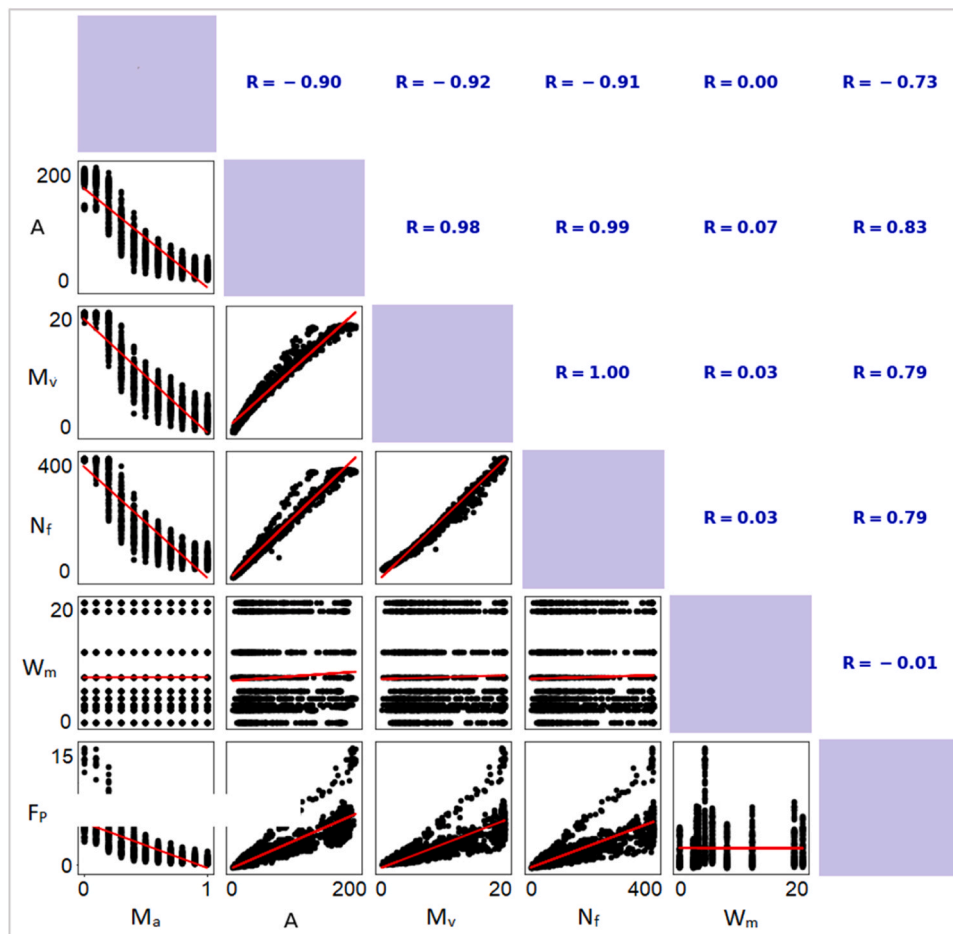 R = − 0.90 R = − 0.92 R = − 0.91 R = 0.00 R = − 0.73
200
A
0
R = 0.98 R = 0.99 R = 0.07 R = 0.83
20
Mᵥ
0
R = 1.00 R = 0.03 R = 0.79
400
N_f
0
R = 0.03 R = 0.79
20
Wₘ
0
R = − 0.01
15
Fₚ
0
0 1 0 200 0 20 0 400 0 20
Mₐ A Mᵥ N_f Wₘ